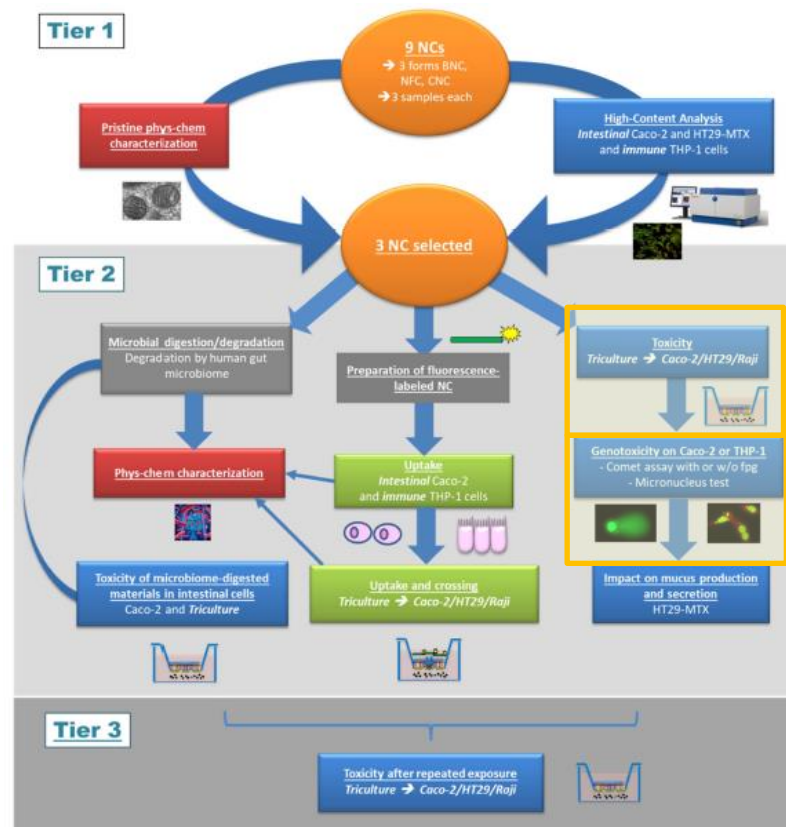 Tier 1
9 NCs
➔ 3 forms BNC,
NFC, CNC
➔3 samples each
Pristine phys-chem
characterization
High-Content Analysis
Intestinal Caco-2 and HT29-MTX
and immune THP-1 cells
3 NC selected
Tier 2
Microbial digestion/degradation
Degradation by human gut
microbiome
Preparation of fluorescence-
labeled NC
Toxicity
Triculture ➔ Caco-2/HT29/Raji
Genotoxicity on Caco-2 or THP-1
- Comet assay with or w/o fpg
- Micronucleus test
Phys-chem characterization
Uptake
Intestinal Caco-2
and immune THP-1 cells
Toxicity of microbiome-digested
materials in intestinal cells
Caco-2 and Triculture
Uptake and crossing
Triculture ➔ Caco-2/HT29/Raji
Impact on mucus production
and secretion
HT29-MTX
Tier 3
Toxicity after repeated exposure
Triculture ➔ Caco-2/HT29/Raji